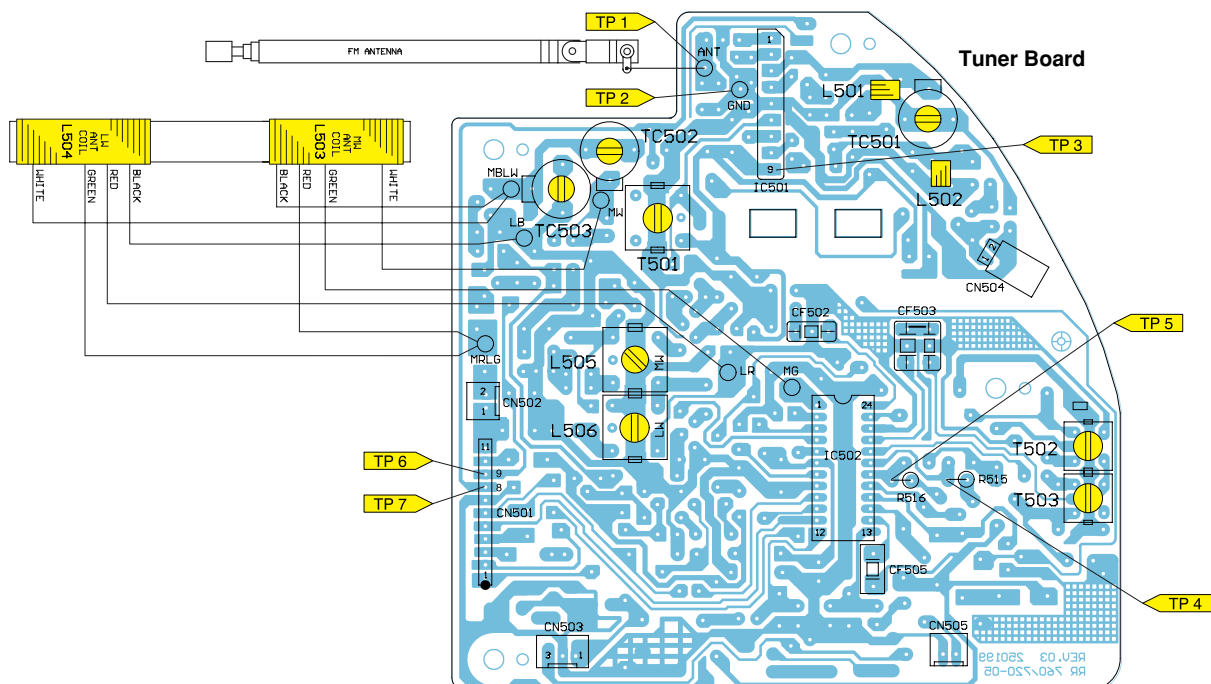 TP 1
FM ANTENNA
ANT
Tuner Board
TP 2
GND
1
L501
TC501
TC502
TP 3
9
IC501
L502
L504
LW
ANT
COIL
L503
MW
ANT
COIL
WHITE
GREEN
RED
BLACK
BLACK
RED
GREEN
WHITE
MBLW
TC503
MW
LB
T501
1 2
CN504
CF502
CF503
TP 5
MRLG
L505
MW
LR
MG
2
1
CN502
L506
LW
1
24
IC502
T502
11
TP 6
9
TP 7
8
CN501
R516
R515
T503
12
13
1
CF505
TP 4
CN503
3
1
CN505
REV.03 250199
RR 760/720-05